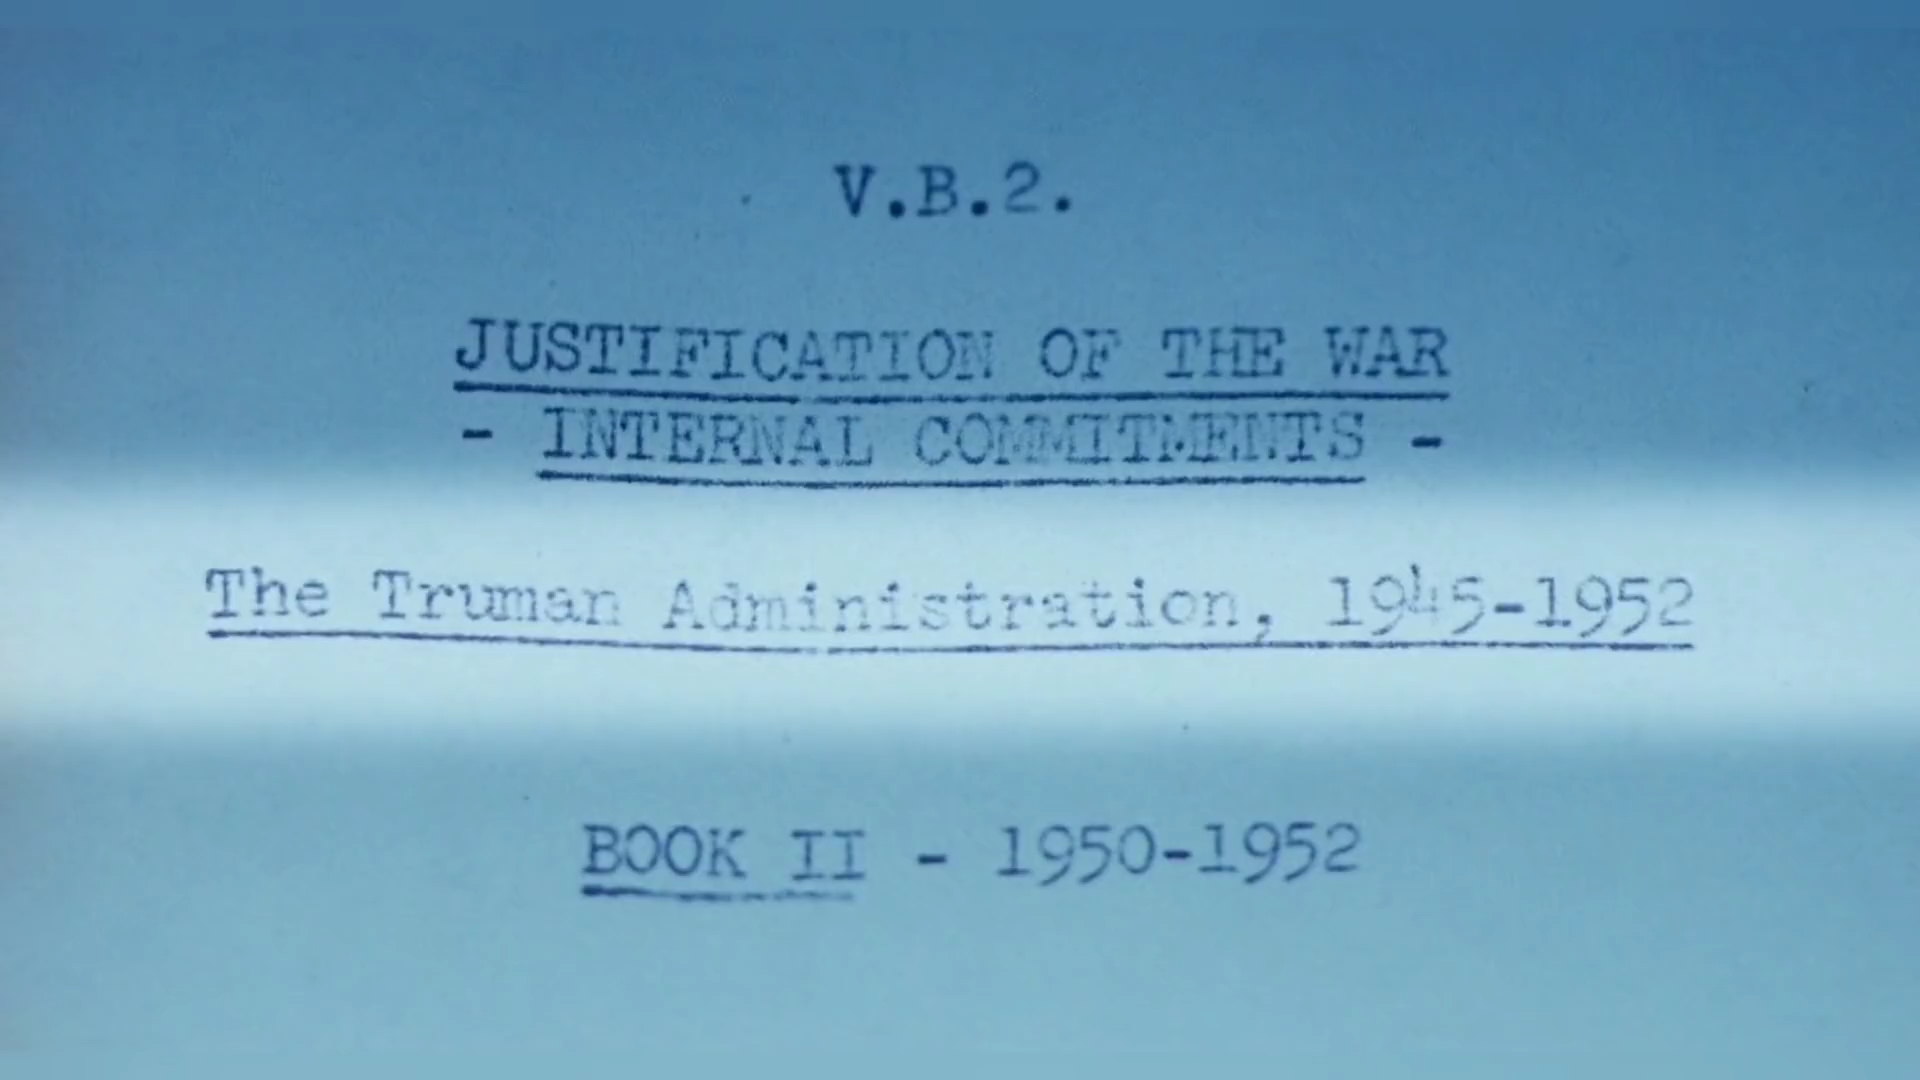 V.B.2.
JUSTIFICATION OF THE WAR
- INTERNAL COMMITMENTS -
The Truman Administration, 1945-1952
BOOK II - 1950-1952